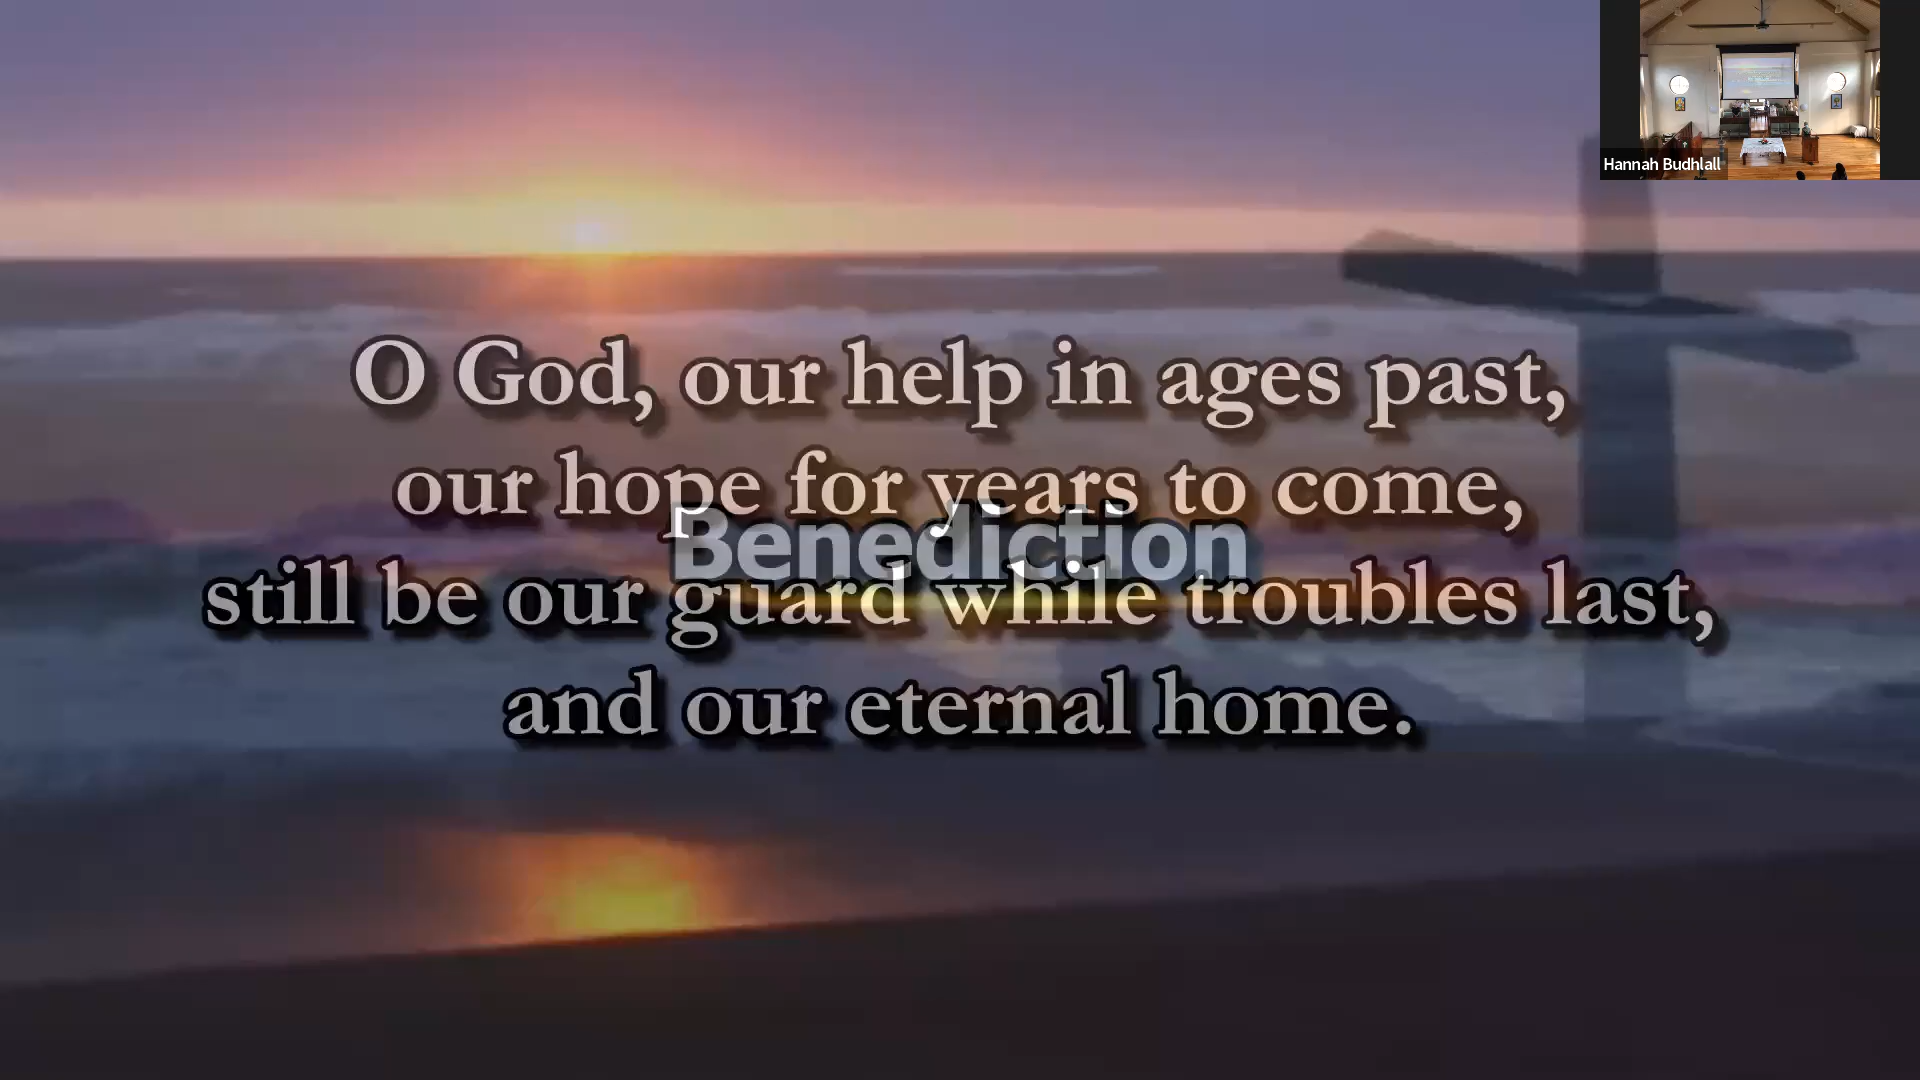 Hannah Budhlall
O God, our help in ages past,
our hope for years to come,
Benediction
still be our guard while troubles last,
and our eternal home.